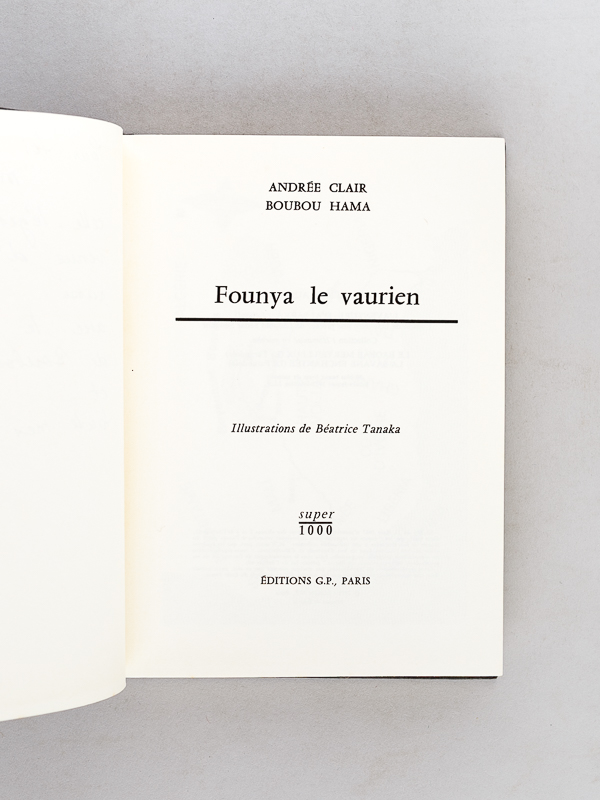 ANDRÉE CLAIR
BOUBOU HAMA
Founya le vaurien
Illustrations de Béatrice Tanaka
super
1000
ÉDITIONS G.P., PARIS